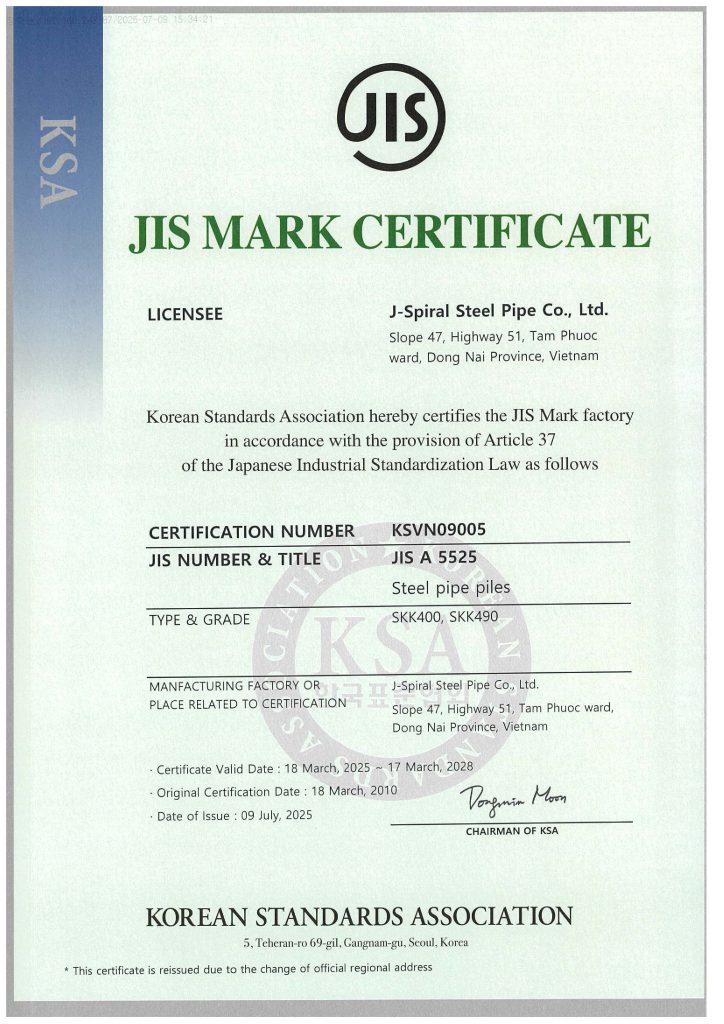 KSA
JIS
JIS MARK CERTIFICATE
LICENSEE
J-Spiral Steel Pipe Co., Ltd.
Slope 47, Highway 51, Tam Phuoc
ward, Dong Nai Province, Vietnam
Korean Standards Association hereby certifies the JIS Mark factory
in accordance with the provision of Article 37
of the Japanese Industrial Standardization Law as follows
CERTIFICATION NUMBER KSVN09005
JIS NUMBER & TITLE JIS A 5525
Steel pipe piles
TYPE & GRADE SKK400, SKK490
KSA
MANFACTURING FACTORY OR
PLACE RELATED TO CERTIFICATION
J-Spiral Steel Pipe Co., Ltd.
Slope 47, Highway 51, Tam Phuoc ward,
Dong Nai Province, Vietnam
· Certificate Valid Date : 18 March, 2025 ~ 17 March, 2028
· Original Certification Date : 18 March, 2010
· Date of Issue : 09 July, 2025
Dongmin Moon
CHAIRMAN OF KSA
KOREAN STANDARDS ASSOCIATION
5, Teheran-ro 69-gil, Gangnam-gu, Seoul, Korea
* This certificate is reissued due to the change of official regional address